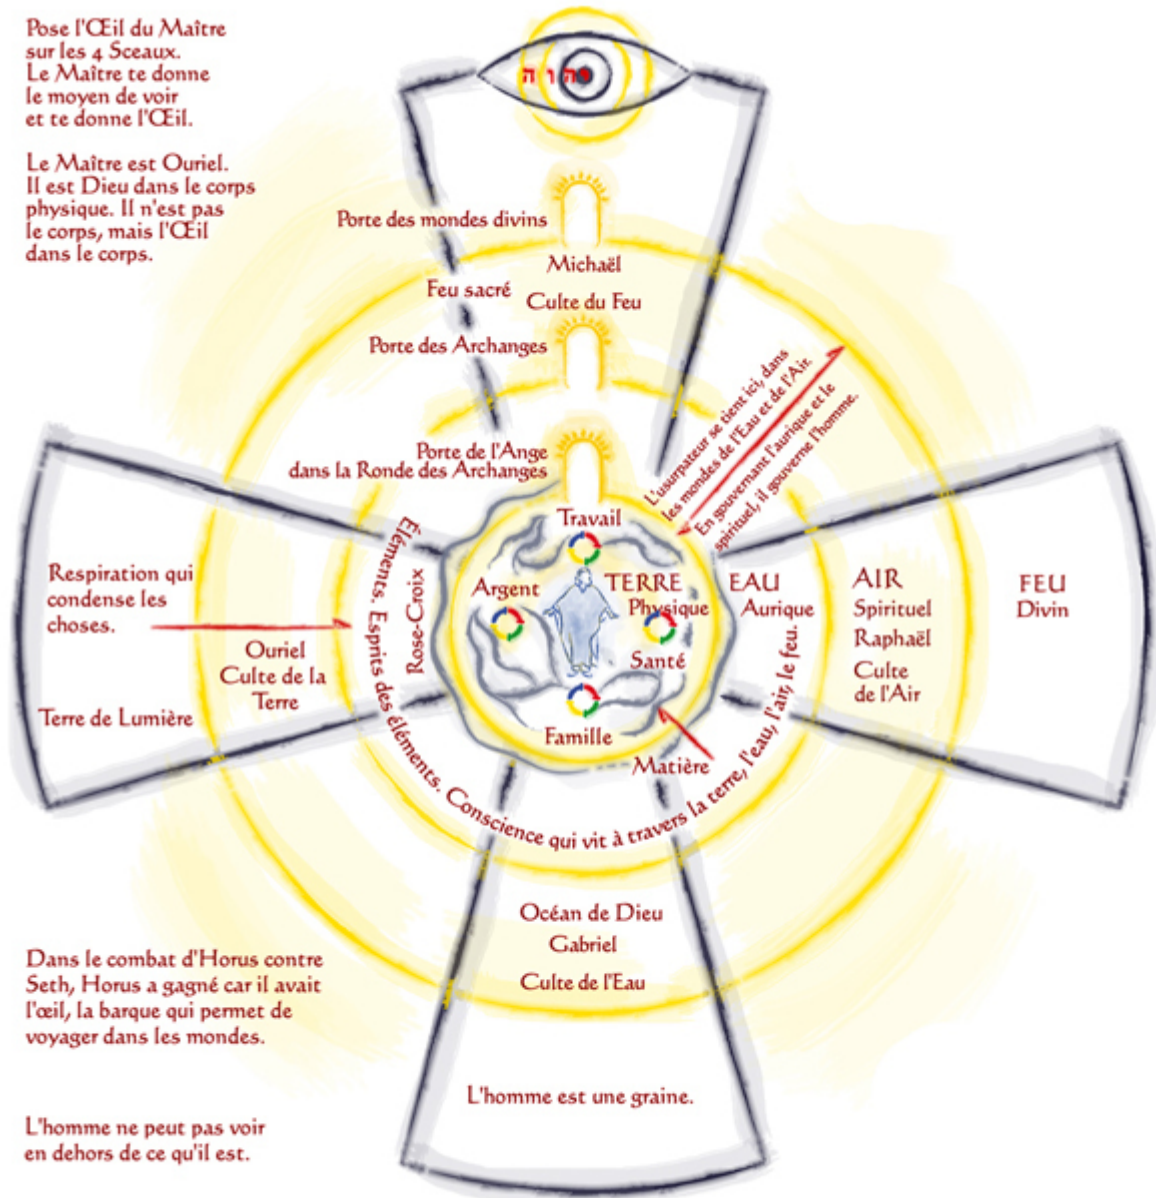 Pose l'Œil du Maître
sur les 4 Sceaux.
Le Maître te donne
le moyen de voir
et te donne l'Œil.
Le Maître est Ouriel.
Il est Dieu dans le corps
physique. Il n'est pas
le corps, mais l'Œil
dans le corps.
יהוה
Porte des mondes divins
Michaël
Feu sacré
Culte du Feu
Porte des Archanges
Porte de l'Ange
dans la Ronde des Archanges
L'usurpateur se tient ici, dans
les mondes de l'Eau et de l'Air.
En gouvernant l'aurique et le
spirituel, il gouverne l'homme.
Travail
Argent
TERRE
Physique
Santé
Famille
Matière
EAU
Aurique
AIR
Spirituel
Raphaël
Culte
de l'Air
FEU
Divin
Respiration qui
condense les
choses.
Ouriel
Culte de la
Terre
Terre de Lumière
Rose-Croix
Éléments. Esprits des éléments. Conscience qui vit à travers la terre, l'eau, l'air, le feu.
Océan de Dieu
Gabriel
Culte de l'Eau
L'homme est une graine.
Dans le combat d'Horus contre
Seth, Horus a gagné car il avait
l'œil, la barque qui permet de
voyager dans les mondes.
L'homme ne peut pas voir
en dehors de ce qu'il est.